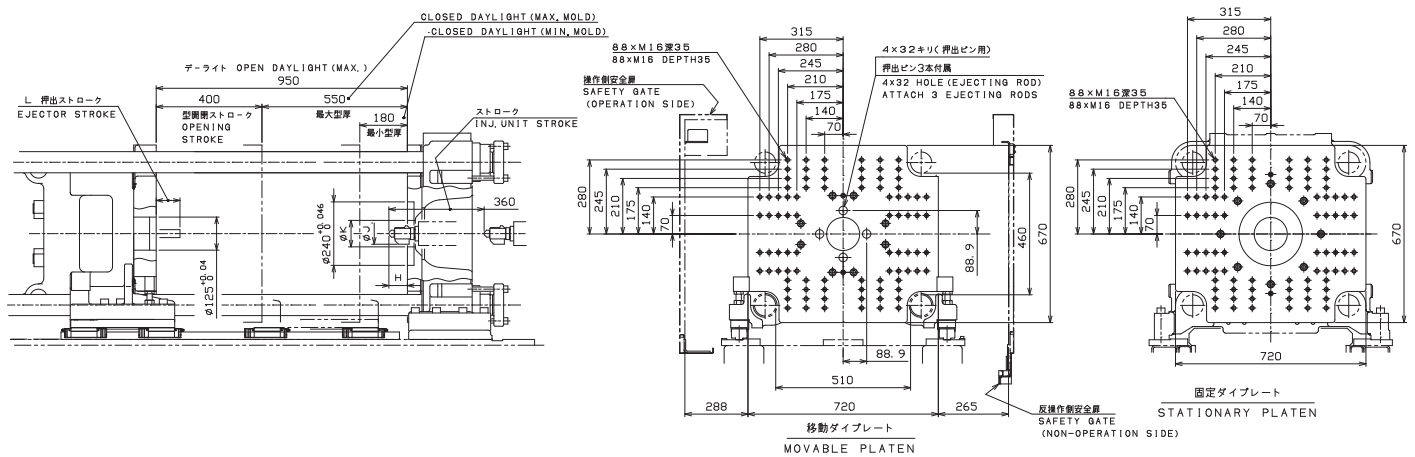 CLOSED DAYLIGHT (MAX. MOLD)
CLOSED DAYLIGHT (MIN. MOLD)
デーライト OPEN DAYLIGHT (MAX.)
950
L 押出ストローク
EJECTOR STROKE
400
550
型開閉ストローク
OPENING
STROKE
最大型厚
180
最小型厚
ストローク
INJ. UNIT STROKE
360
ø125 +0.04 0
ø240 +0.046 0
øK
øJ
H
操作側安全扉
SAFETY GATE
(OPERATION SIDE)
88×M16深35
88×M16 DEPTH35
315
280
245
210
175
140
70
4×32キリ(押出ピン用)
押出ピン3本付属
4×32 HOLE (EJECTING ROD)
ATTACH 3 EJECTING RODS
280
245
210
175
140
70
88.9
460
670
88.9
510
288
720
265
反操作側安全扉
SAFETY GATE
(NON-OPERATION SIDE)
移動ダイプレート
MOVABLE PLATEN
315
280
245
210
175
140
70
88×M16深35
88×M16 DEPTH35
280
245
210
175
140
70
670
720
固定ダイプレート
STATIONARY PLATEN